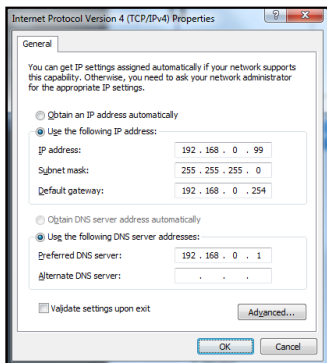 Internet Protocol Version 4 (TCP/IPv4) Properties
General
You can get IP settings assigned automatically if your network supports
this capability. Otherwise, you need to ask your network administrator
for the appropriate IP settings.
Obtain an IP address automatically
Use the following IP address:
IP address: 192 . 168 . 0 . 99
Subnet mask: 255 . 255 . 255 . 0
Default gateway: 192 . 168 . 0 . 254
Obtain DNS server address automatically
Use the following DNS server addresses:
Preferred DNS server: 192 . 168 . 0 . 1
Alternate DNS server: . . .
Validate settings upon exit
Advanced...
OK Cancel